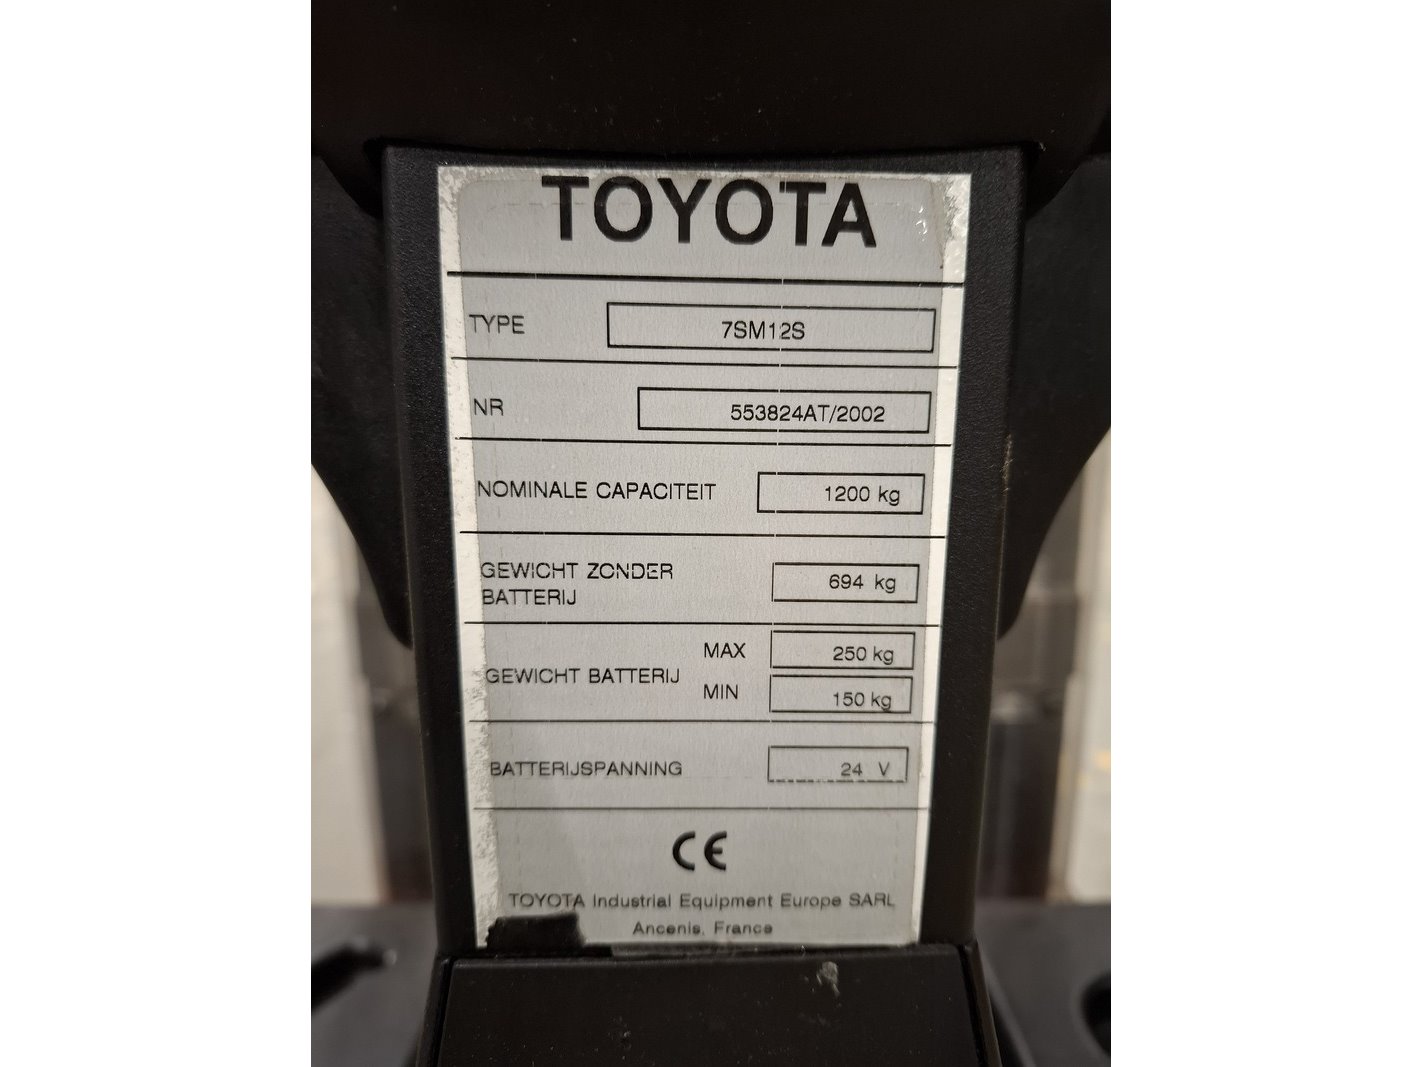 TOYOTA
TYPE 7SM12S
NR 553824AT/2002
NOMINALE CAPACITEIT 1200 kg
GEWICHT ZONDER
BATTERIJ 694 kg
GEWICHT BATTERIJ MAX 250 kg
MIN 150 kg
BATTERIJSPANNING 24 V
CE
TOYOTA Industrial Equipment Europe SARL
Ancenis, France